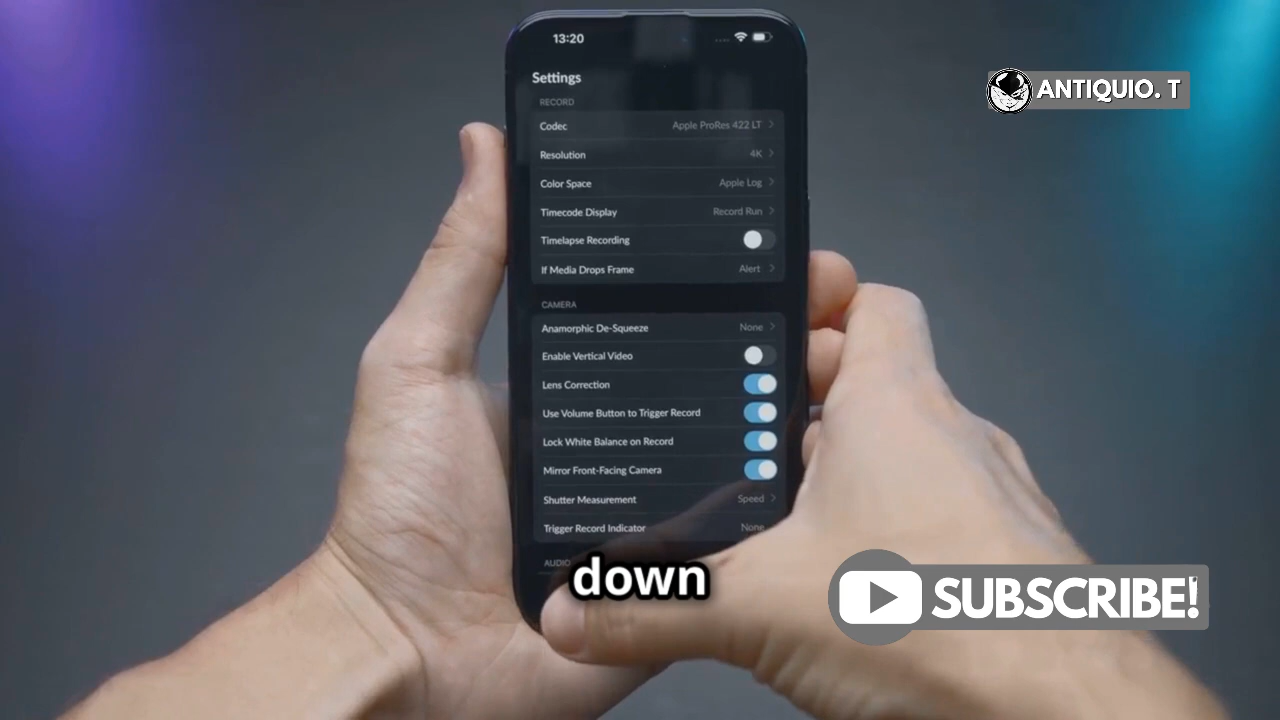 13:20
Settings
RECORD
Codec Apple ProRes 422 LT
Resolution 4K
Color Space Apple Log
Timecode Display Record Run
Timelapse Recording
If Media Drops Frame Alert
CAMERA
Anamorphic De-Squeeze None
Enable Vertical Video
Lens Correction
Use Volume Button to Trigger Record
Lock White Balance on Record
Mirror Front-Facing Camera
Shutter Measurement Speed
Trigger Record Indicator None
AUDIO
down
ANTIQUIO. T
SUBSCRIBE!